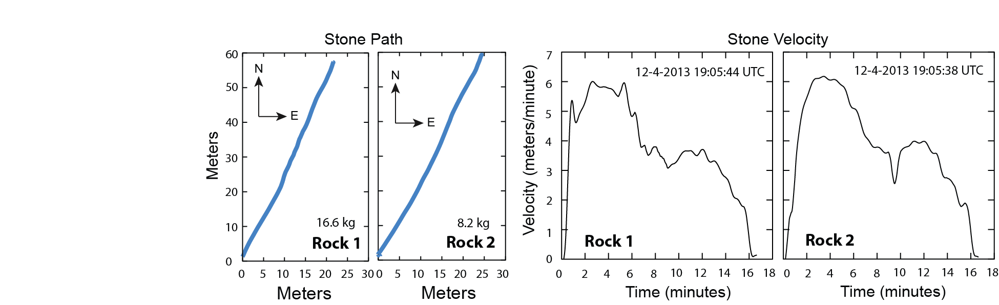 Stone Path
Stone Velocity
60
50
40
30
20
10
0
Meters
N
E
16.6 kg
Rock 1
0 5 10 15 20 25 30
Meters
N
E
8.2 kg
Rock 2
0 5 10 15 20 25 30
Meters
7
6
5
4
3
2
1
0
Velocity (meters/minute)
12-4-2013 19:05:44 UTC
Rock 1
0 2 4 6 8 10 12 14 16 18
Time (minutes)
12-4-2013 19:05:38 UTC
Rock 2
0 2 4 6 8 10 12 14 16 18
Time (minutes)